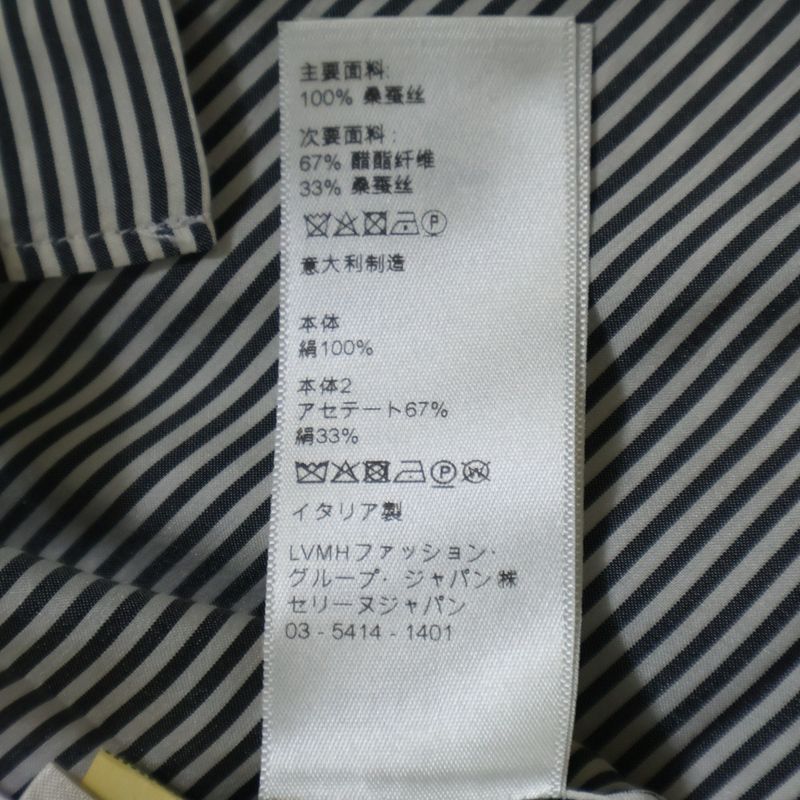 主要面料:
100% 桑蚕丝
次要面料:
67% 醋酯纤维
33% 桑蚕丝
P
意大利制造
本体
絹100%
本体2
アセテート67%
絹33%
P W
イタリア製
LVMHファッション・
グループ・ジャパン㈱
セリーヌジャパン
03 - 5414 - 1401